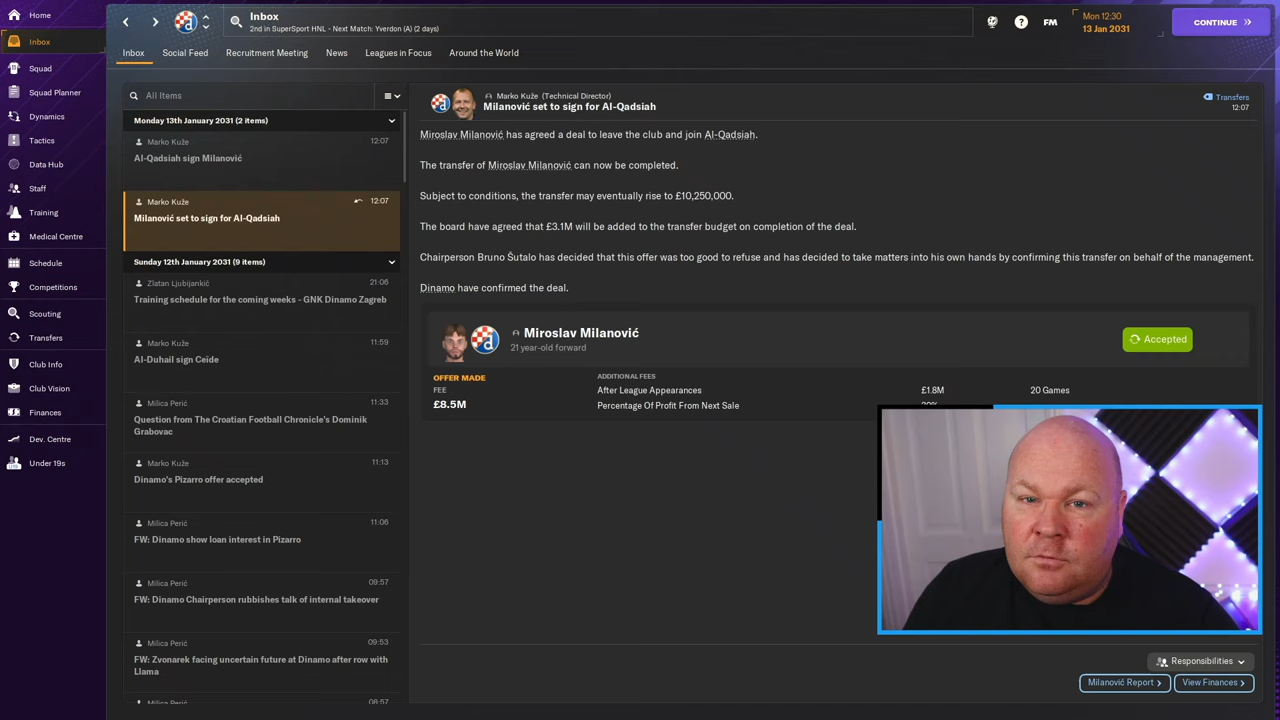 Home
Inbox
Squad
Squad Planner
Dynamics
Tactics
Data Hub
Staff
Training
Medical Centre
Schedule
Competitions
Scouting
Transfers
Club Info
Club Vision
Finances
Dev. Centre
Under 19s
Inbox
2nd in SuperSport HNL - Next Match: Yverdon (A) (2 days)
FM
Mon 12:30
13 Jan 2031
CONTINUE
Inbox
Social Feed
Recruitment Meeting
News
Leagues in Focus
Around the World
All Items
Monday 13th January 2031 (2 items)
Marko Kuže 12:07
Al-Qadsiah sign Milanović
Marko Kuže 12:07
Milanović set to sign for Al-Qadsiah
Sunday 12th January 2031 (9 items)
Zlatan Ljubijankić 21:06
Training schedule for the coming weeks - GNK Dinamo Zagreb
Marko Kuže 11:59
Al-Duhail sign Ceïde
Milica Perić 11:33
Question from The Croatian Football Chronicle's Dominik
Grabovac
Marko Kuže 11:13
Dinamo's Pizarro offer accepted
Milica Perić 11:06
FW: Dinamo show loan interest in Pizarro
Milica Perić 09:57
FW: Dinamo Chairperson rubbishes talk of internal takeover
Milica Perić 09:53
FW: Zvonarek facing uncertain future at Dinamo after row with
Llama
Marko Kuže (Technical Director)
Milanović set to sign for Al-Qadsiah
Transfers
12:07
Miroslav Milanović has agreed a deal to leave the club and join Al-Qadsiah.
The transfer of Miroslav Milanović can now be completed.
Subject to conditions, the transfer may eventually rise to £10,250,000.
The board have agreed that £3.1M will be added to the transfer budget on completion of the deal.
Chairperson Bruno Šutalo has decided that this offer was too good to refuse and has decided to take matters into his own hands by confirming this transfer on behalf of the management.
Dinamo have confirmed the deal.
Miroslav Milanović
21 year-old forward
Accepted
OFFER MADE
FEE
£8.5M
ADDITIONAL FEES
After League Appearances £1.8M 20 Games
Percentage Of Profit From Next Sale
Responsibilities
Milanović Report
View Finances